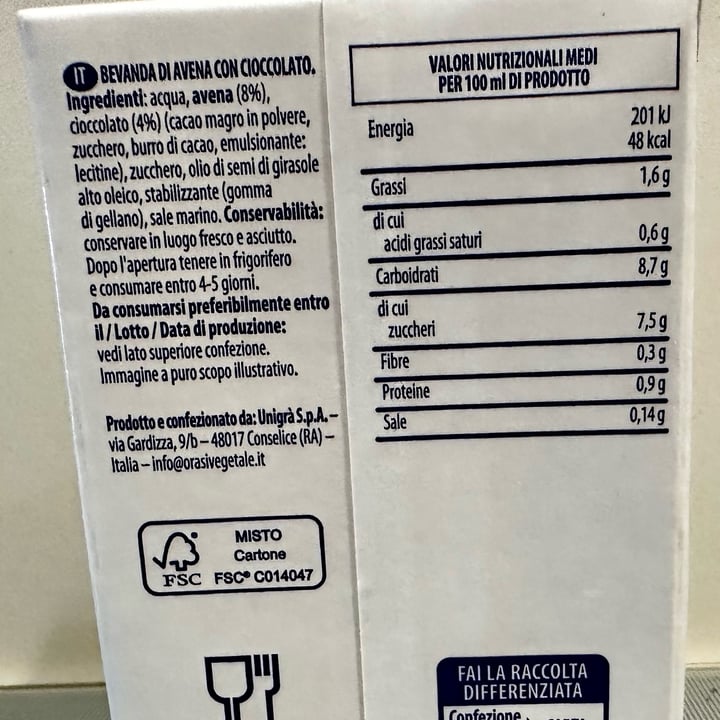 IT BEVANDA DI AVENA CON CIOCCOLATO.
Ingredienti: acqua, avena (8%),
cioccolato (4%) (cacao magro in polvere,
zucchero, burro di cacao, emulsionante:
lecitine), zucchero, olio di semi di girasole
alto oleico, stabilizzante (gomma
di gellano), sale marino. Conservabilità:
conservare in luogo fresco e asciutto.
Dopo l'apertura tenere in frigorifero
e consumare entro 4-5 giorni.
Da consumarsi preferibilmente entro
il / Lotto / Data di produzione:
vedi lato superiore confezione.
Immagine a puro scopo illustrativo.
Prodotto e confezionato da: Unigrà S.p.A. –
via Gardizza, 9/b – 48017 Conselice (RA) –
Italia – info@orasivegetale.it
MISTO
Cartone
FSC FSC® C014047
VALORI NUTRIZIONALI MEDI
PER 100 ml DI PRODOTTO
Energia 201 kJ
48 kcal
Grassi 1,6 g
di cui
acidi grassi saturi 0,6 g
Carboidrati 8,7 g
di cui
zuccheri 7,5 g
Fibre 0,3 g
Proteine 0,9 g
Sale 0,14 g
FAI LA RACCOLTA
DIFFERENZIATA
Confezione